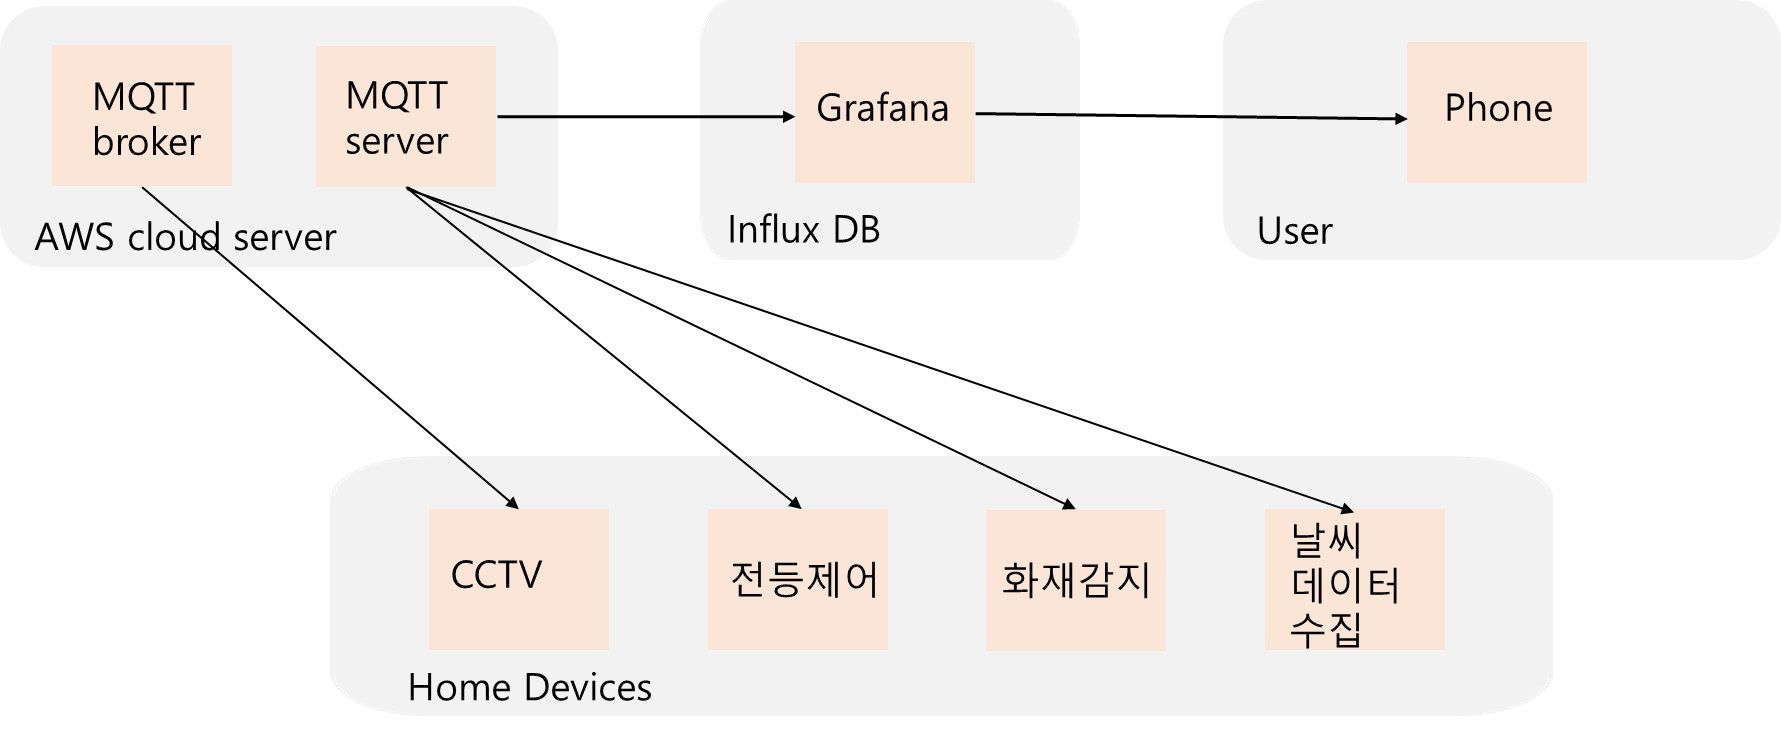 MQTT
broker
MQTT
server
AWS cloud server
Grafana
Influx DB
Phone
User
CCTV
전등제어
화재감지
날씨
데이터
수집
Home Devices